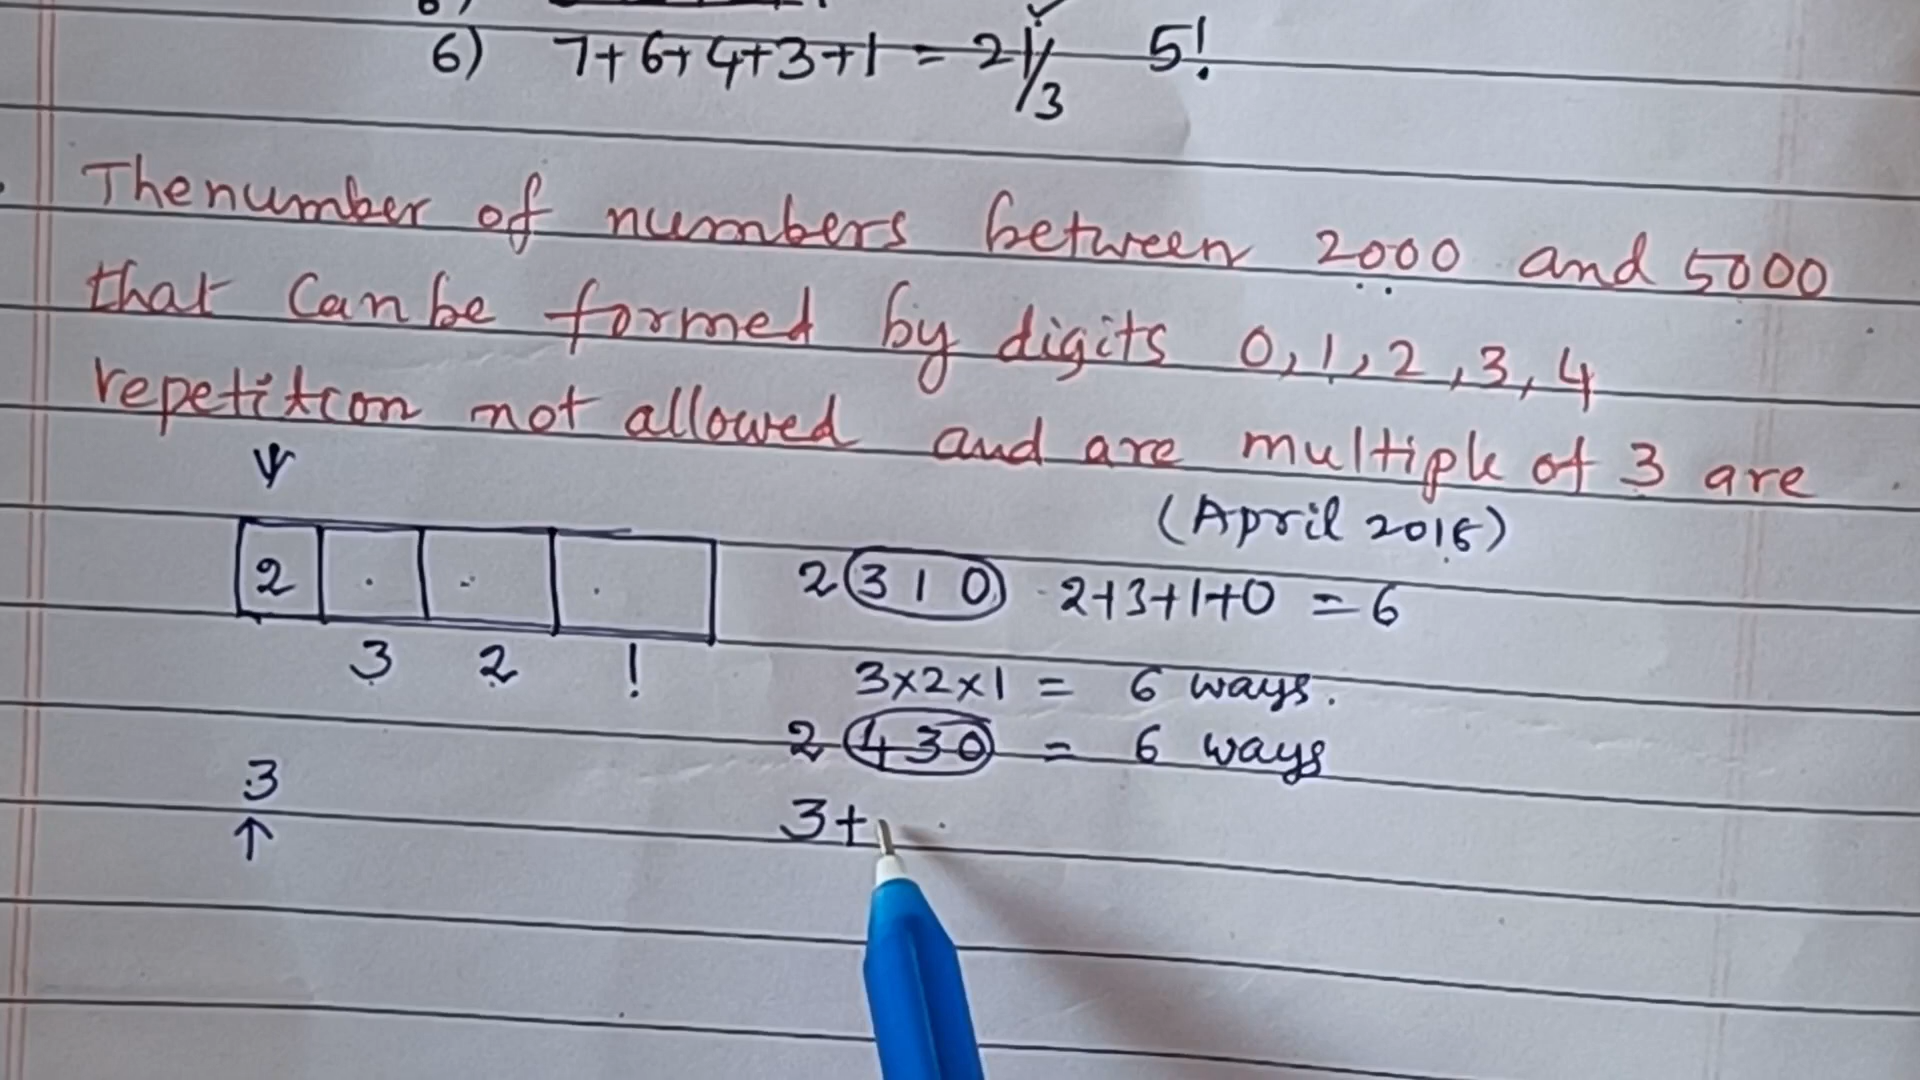 6) 7+6+4+3+1 = 21/3 5!
The number of numbers between 2000 and 5000
that can be formed by digits 0,1,2,3,4
repetition not allowed and are multiple of 3 are
(April 2018)
2 2 (3 1 0) 2+3+1+0 = 6
3 2 1 3×2×1 = 6 ways.
2 (4 3 0) = 6 ways
3 3+